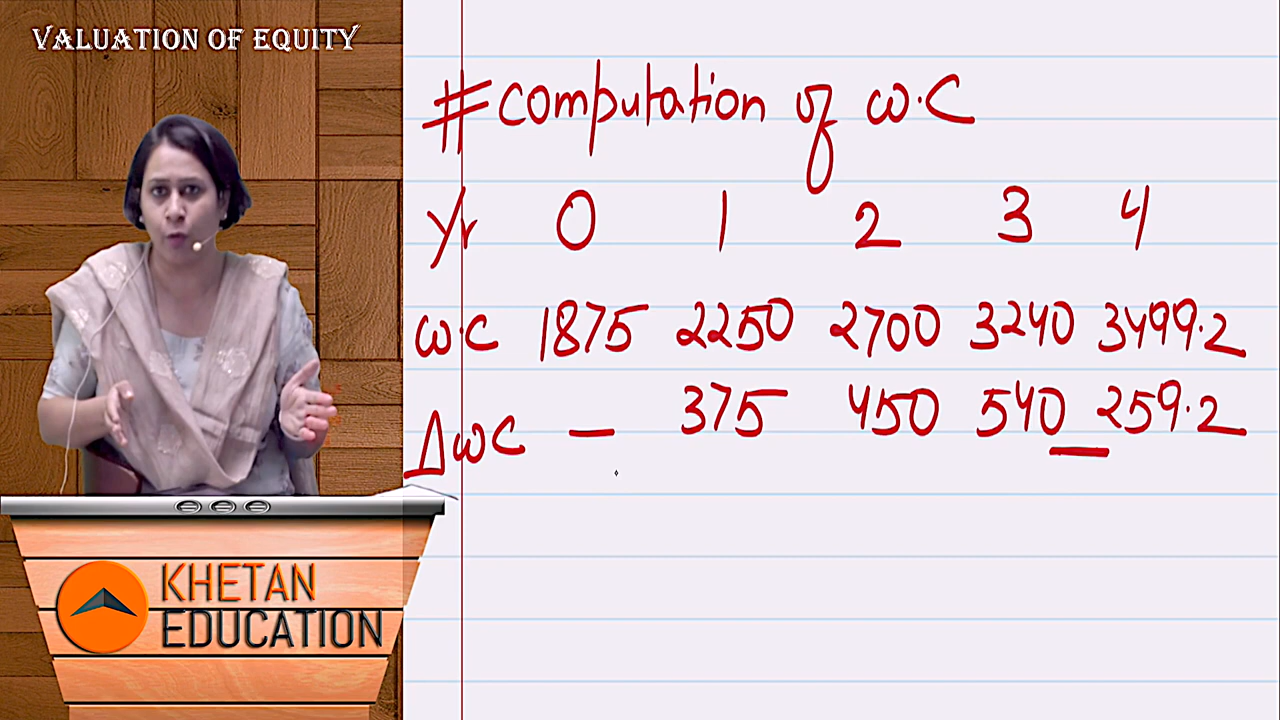 VALUATION OF EQUITY
# computation of W.C
Yr 0 1 2 3 4
W.C 1875 2250 2700 3240 3499.2
ΔWC — 375 450 540 259.2
KHETAN
EDUCATION